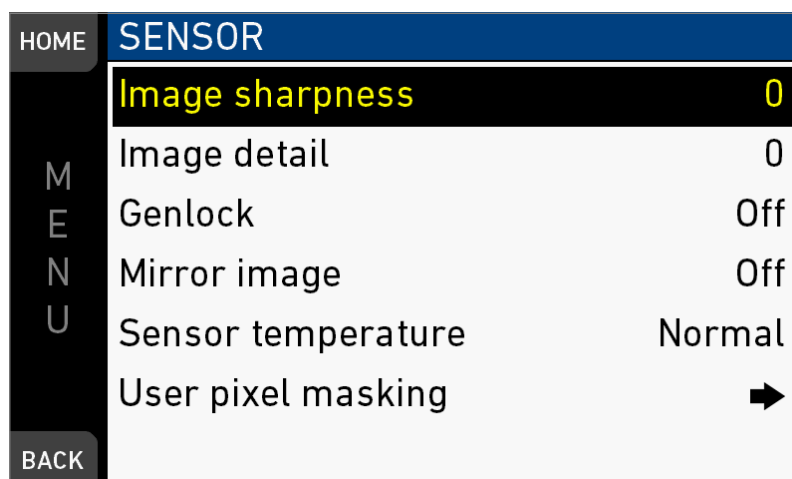 HOME
SENSOR
Image sharpness 0
Image detail 0
Genlock Off
Mirror image Off
Sensor temperature Normal
User pixel masking
MENU
BACK